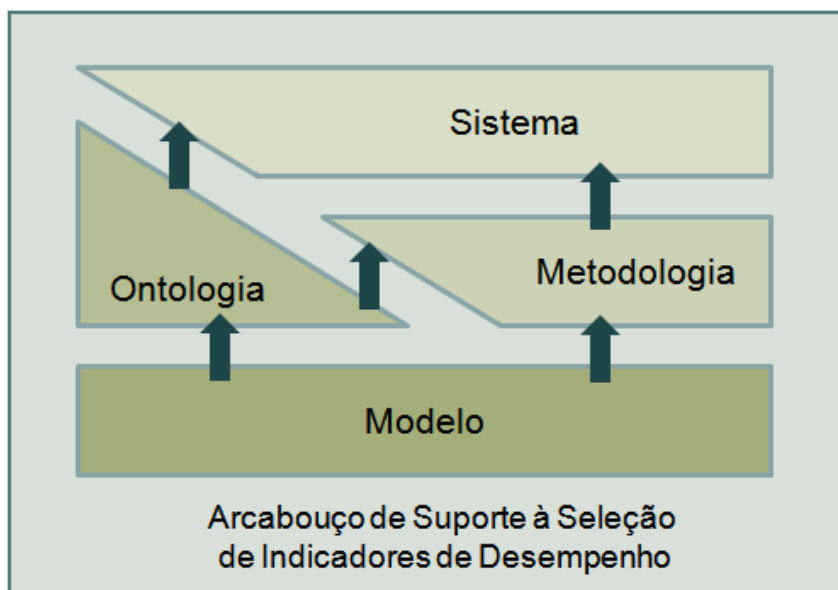 Sistema
Ontologia
Metodologia
Modelo
Arcabouço de Suporte à Seleção
de Indicadores de Desempenho